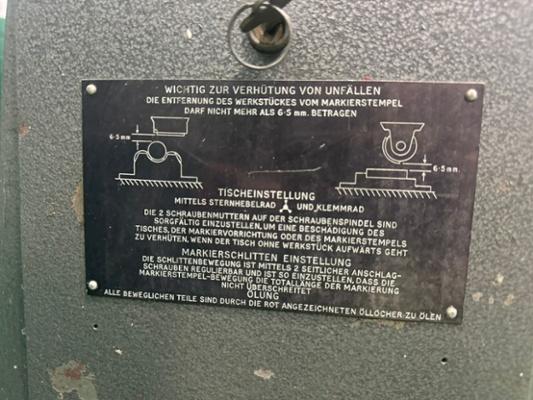 WICHTIG ZUR VERHÜTUNG VON UNFÄLLEN
DIE ENTFERNUNG DES WERKSTÜCKES VOM MARKIERSTEMPEL
DARF NICHT MEHR ALS 6·5 mm. BETRAGEN
6·5 mm
6·5 mm.
TISCHEINSTELLUNG
MITTELS STERNHEBELRAD UND KLEMMRAD
DIE 2 SCHRAUBENMUTTERN AUF DER SCHRAUBENSPINDEL SIND
SORGFÄLTIG EINZUSTELLEN, UM EINE BESCHÄDIGUNG DES
TISCHES, DER MARKIERVORRICHTUNG ODER DES MARKIERSTEMPELS
ZU VERHÜTEN, WENN DER TISCH OHNE WERKSTÜCK AUFWÄRTS GEHT
MARKIERSCHLITTEN EINSTELLUNG
DIE SCHLITTENBEWEGUNG IST MITTELS 2 SEITLICHER ANSCHLAG-
SCHRAUBEN REGULIERBAR UND IST SO EINZUSTELLEN, DASS DIE
MARKIERSTEMPEL-BEWEGUNG DIE TOTALLÄNGE DER MARKIERUNG
NICHT ÜBERSCHREITET
ÖLUNG
ALLE BEWEGLICHEN TEILE SIND DURCH DIE ROT ANGEZEICHNETEN ÖLLÖCHER ZU ÖLEN